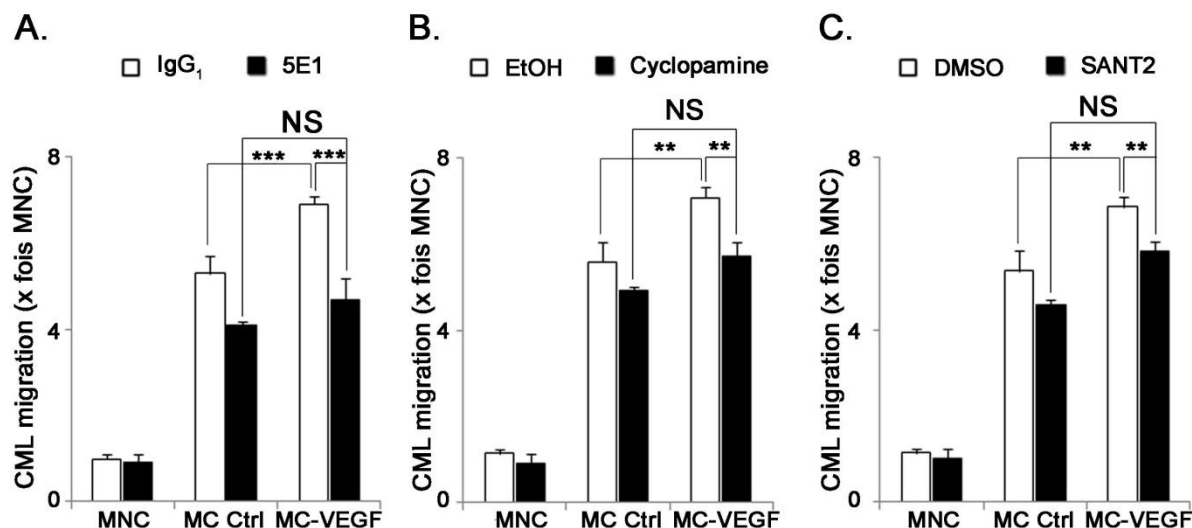 A.
IgG1 5E1
NS
*** ***
8
4
0
CML migration (x fois MNC)
MNC MC Ctrl MC-VEGF
B.
EtOH Cyclopamine
NS
** **
8
4
0
CML migration (x fois MNC)
MNC MC Ctrl MC-VEGF
C.
DMSO SANT2
NS
** **
8
4
0
CML migration (x fois MNC)
MNC MC Ctrl MC-VEGF